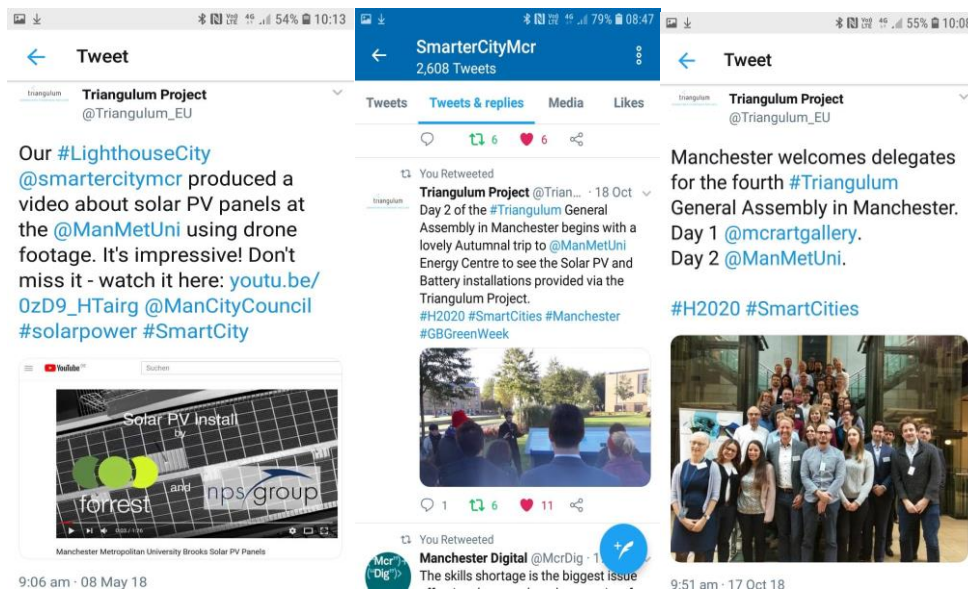 54% 10:13
Tweet
triangulum
Triangulum Project
@Triangulum_EU
Our #LighthouseCity
@smartercitymcr produced a
video about solar PV panels at
the @ManMetUni using drone
footage. It's impressive! Don't
miss it - watch it here: youtu.be/
0zD9_HTairg @ManCityCouncil
#solarpower #SmartCity
YouTube
Suchen
Solar PV Install
by
forrest
and
nps group
Manchester Metropolitan University Brooks Solar PV Panels
9:06 am · 08 May 18
79% 08:47
SmarterCityMcr
2,608 Tweets
Tweets Tweets & replies Media Likes
6 6
You Retweeted
triangulum
Triangulum Project @Trian... · 18 Oct
Day 2 of the #Triangulum General
Assembly in Manchester begins with a
lovely Autumnal trip to @ManMetUni
Energy Centre to see the Solar PV and
Battery installations provided via the
Triangulum Project.
#H2020 #SmartCities #Manchester
#GBGreenWeek
1 6 11
You Retweeted
Manchester Digital @McrDig · 1
The skills shortage is the biggest issue
55% 10:08
Tweet
triangulum
Triangulum Project
@Triangulum_EU
Manchester welcomes delegates
for the fourth #Triangulum
General Assembly in Manchester.
Day 1 @mcrartgallery.
Day 2 @ManMetUni.
#H2020 #SmartCities
9:51 am · 17 Oct 18